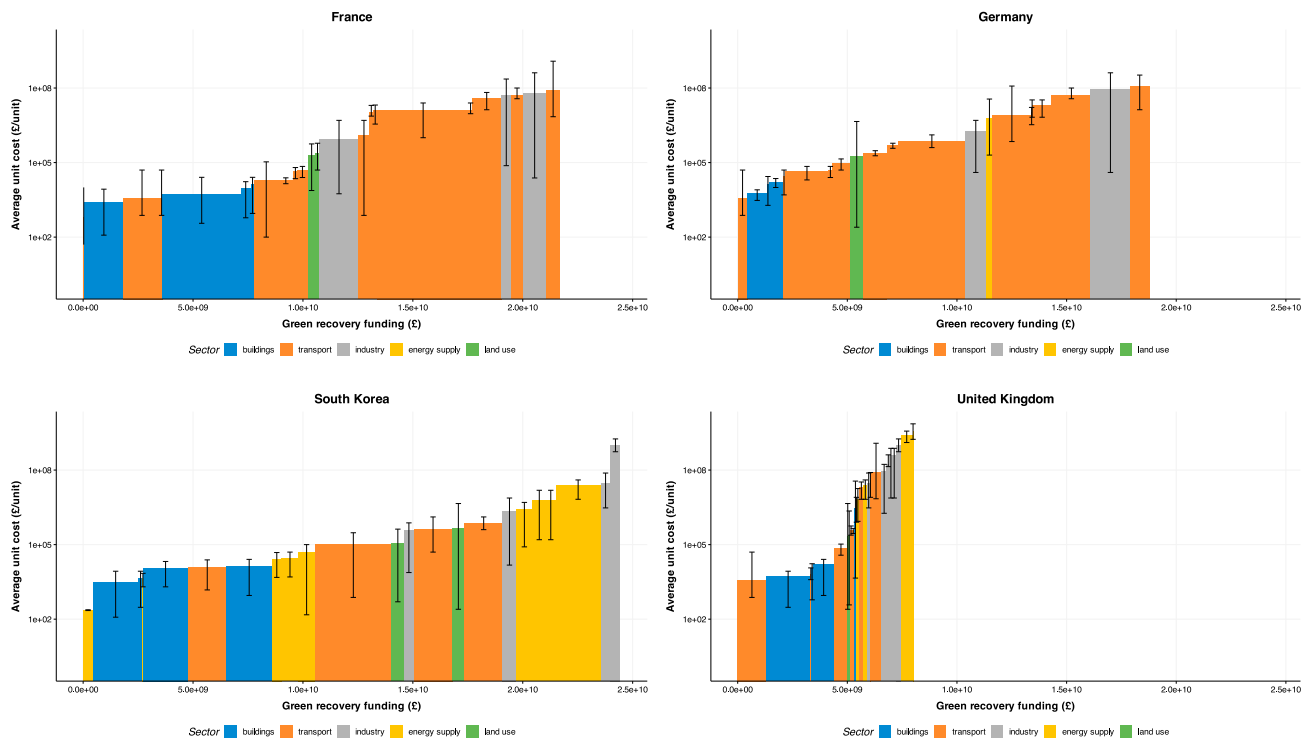 France
Average unit cost (£/unit)
1e+08
1e+05
1e+02
0.0e+00 5.0e+09 1.0e+10 1.5e+10 2.0e+10 2.5e+10
Green recovery funding (£)
Sector buildings transport industry energy supply land use
Germany
Average unit cost (£/unit)
1e+08
1e+05
1e+02
0.0e+00 5.0e+09 1.0e+10 1.5e+10 2.0e+10 2.5e+10
Green recovery funding (£)
Sector buildings transport industry energy supply land use
South Korea
Average unit cost (£/unit)
1e+08
1e+05
1e+02
0.0e+00 5.0e+09 1.0e+10 1.5e+10 2.0e+10 2.5e+10
Green recovery funding (£)
Sector buildings transport industry energy supply land use
United Kingdom
Average unit cost (£/unit)
1e+08
1e+05
1e+02
0.0e+00 5.0e+09 1.0e+10 1.5e+10 2.0e+10 2.5e+10
Green recovery funding (£)
Sector buildings transport industry energy supply land use